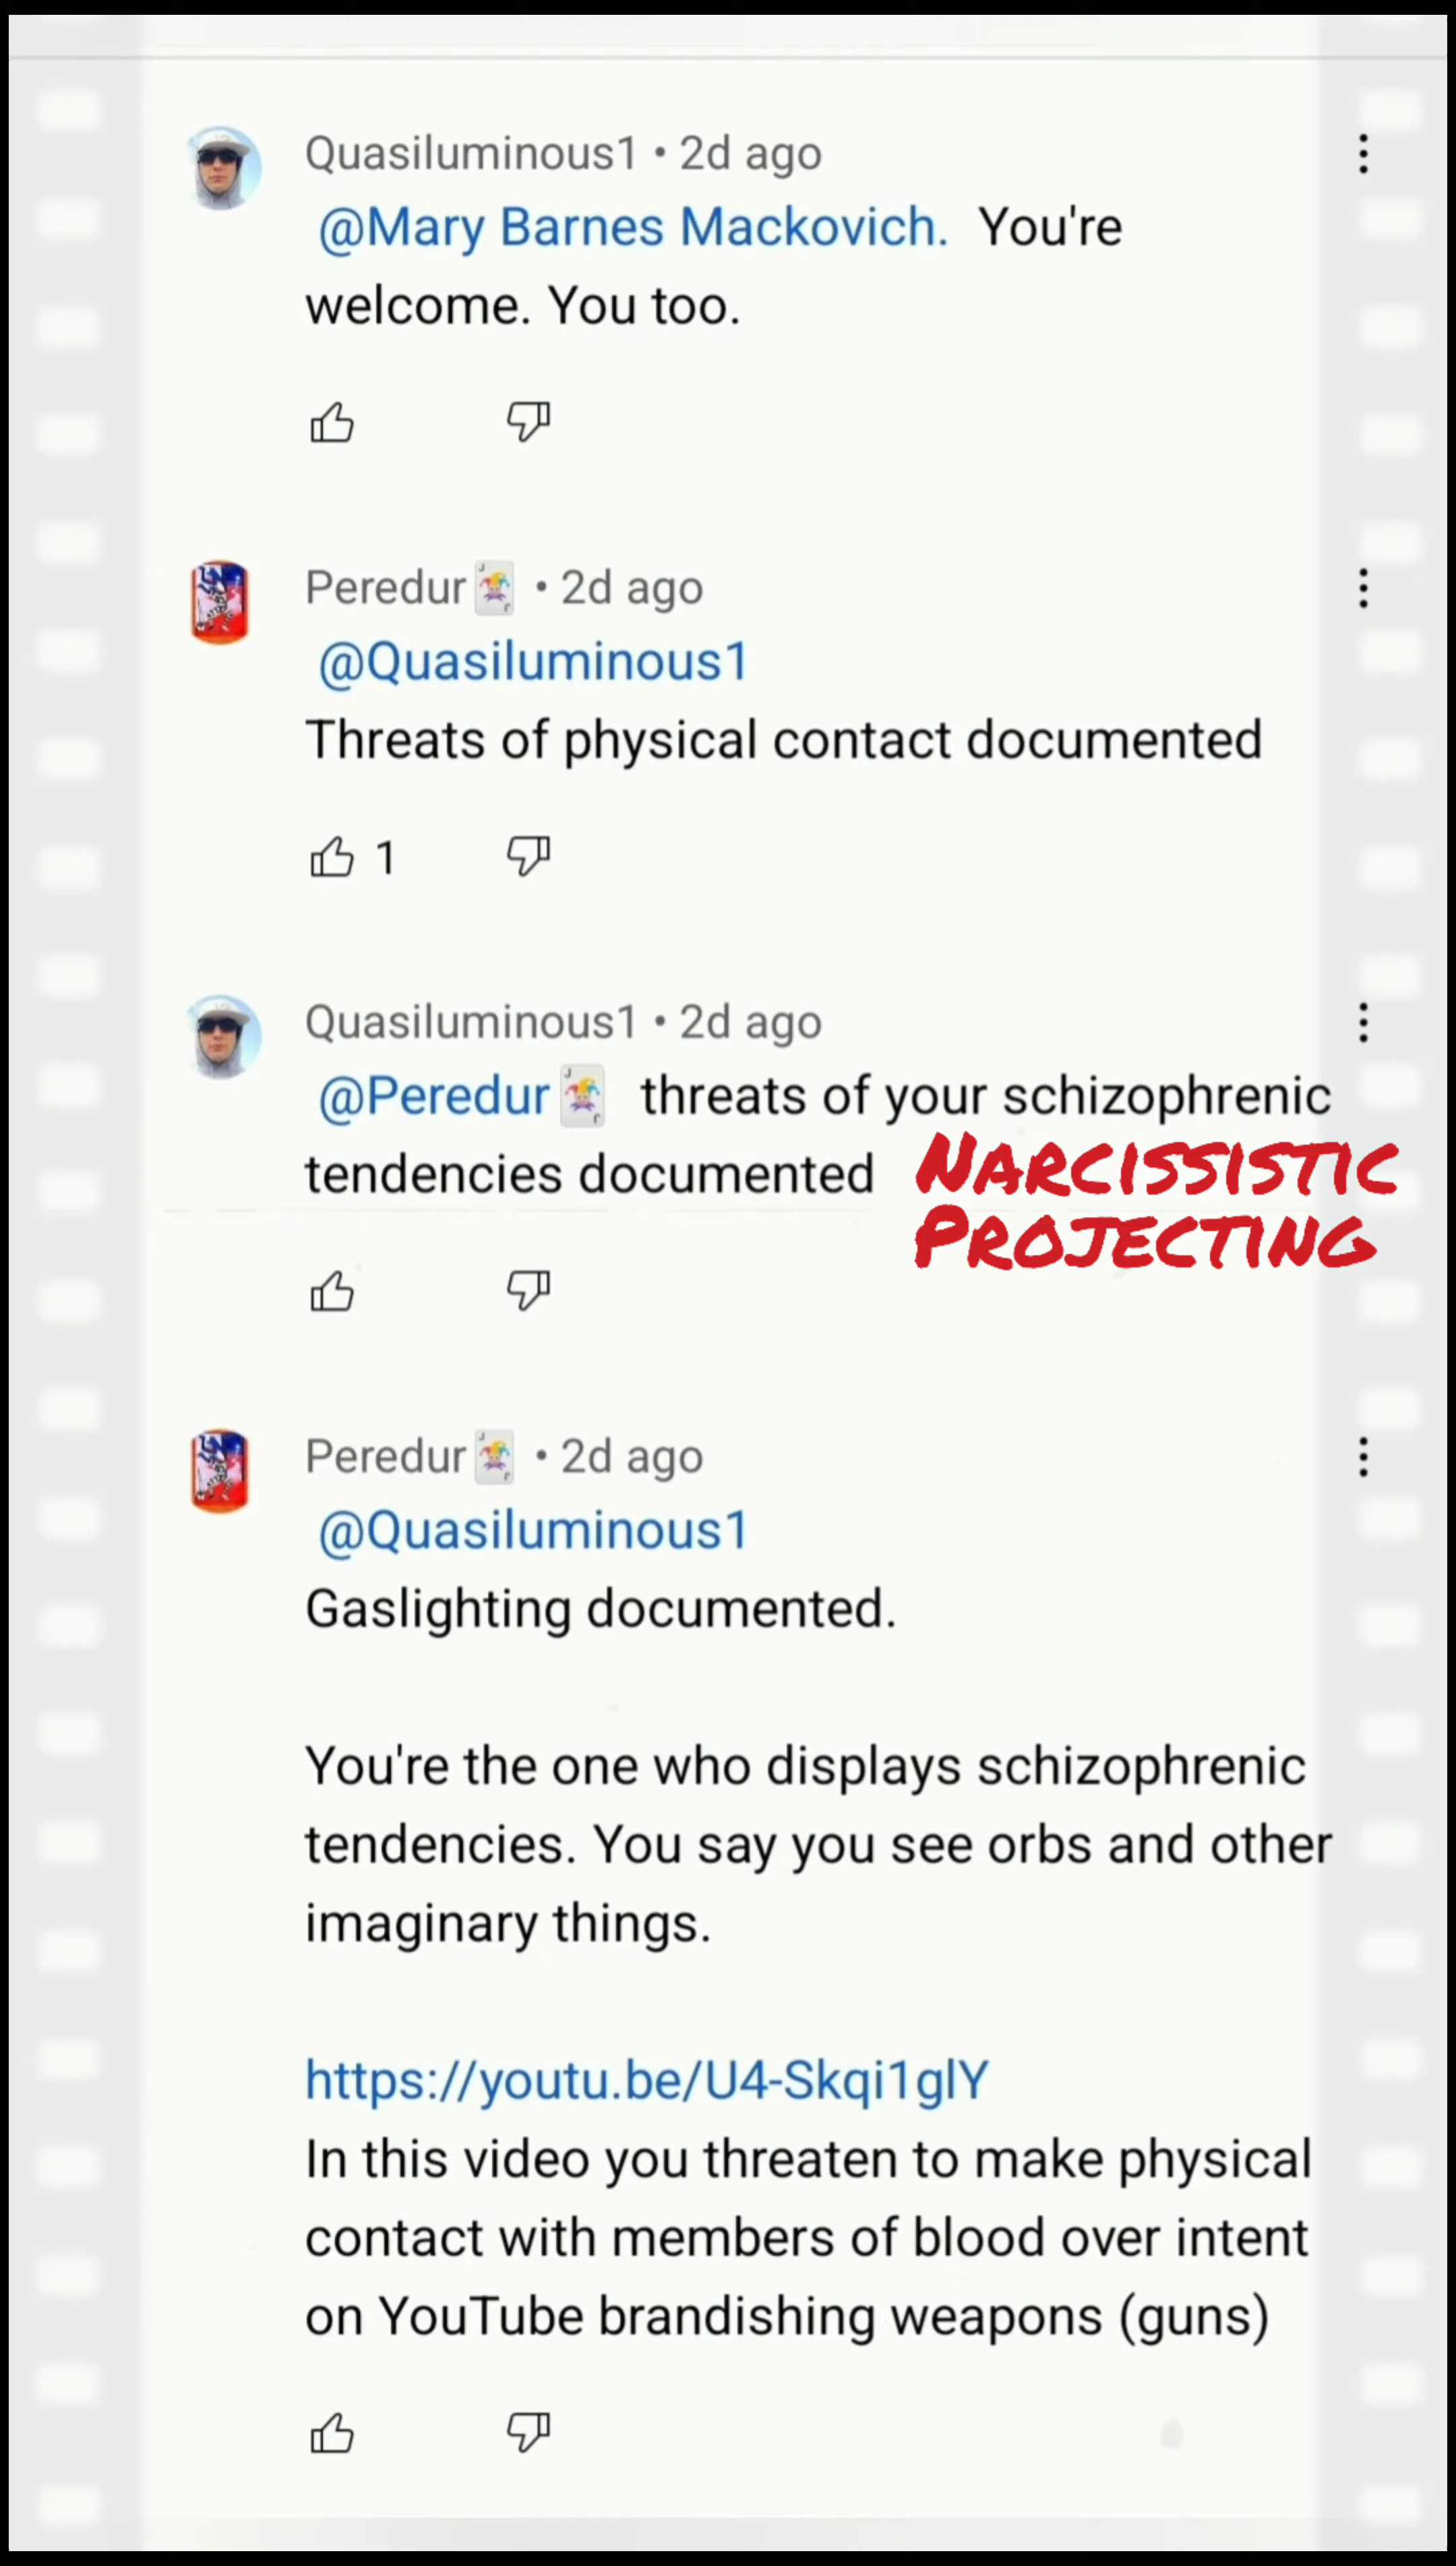 Quasiluminous1 • 2d ago
@Mary Barnes Mackovich. You're
welcome. You too.
Peredur🃏 • 2d ago
@Quasiluminous1
Threats of physical contact documented
1
Quasiluminous1 • 2d ago
@Peredur🃏 threats of your schizophrenic
tendencies documented
NARCISSISTIC
PROJECTING
Peredur🃏 • 2d ago
@Quasiluminous1
Gaslighting documented.
You're the one who displays schizophrenic
tendencies. You say you see orbs and other
imaginary things.
https://youtu.be/U4-Skqi1glY
In this video you threaten to make physical
contact with members of blood over intent
on YouTube brandishing weapons (guns)